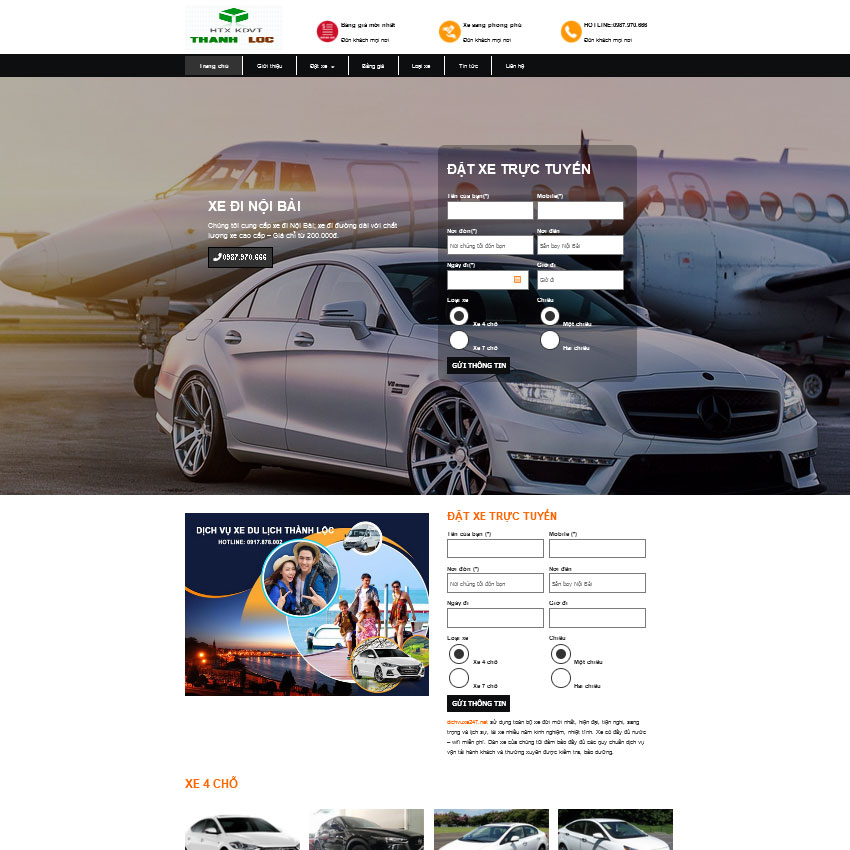 HTX KDVT
THANH LOC
Bảng giá mới nhất
Đón khách mọi nơi
Xe sang phong phú
Đón khách mọi nơi
HOTLINE:0987.970.666
Đón khách mọi nơi
Trang chủ
Giới thiệu
Đặt xe
Bảng giá
Loại xe
Tin tức
Liên hệ
XE ĐI NỘI BÀI
Chúng tôi cung cấp xe đi Nội Bài; xe đi đường dài với chất
lượng xe cao cấp – Giá chỉ từ 200.000đ.
0987.970.666
ĐẶT XE TRỰC TUYẾN
Tên của bạn(*)
Mobile(*)
Nơi đón(*)
Nơi đến
Nơi chúng tôi đón bạn
Sân bay Nội Bài
Ngày đi(*)
Giờ đi
Giờ đi
Loại xe
Chiều
Xe 4 chỗ
Một chiều
Xe 7 chỗ
Hai chiều
GỬI THÔNG TIN
V8 BITURBO
DỊCH VỤ XE DU LỊCH THÀNH LỘC
HOTLINE: 0917.878.002
ĐẶT XE TRỰC TUYẾN
Tên của bạn (*)
Mobile (*)
Nơi đón (*)
Nơi đến
Nơi chúng tôi đón bạn
Sân bay Nội Bài
Ngày đi
Giờ đi
Loại xe
Chiều
Xe 4 chỗ
Một chiều
Xe 7 chỗ
Hai chiều
GỬI THÔNG TIN
dichvuxe247.net sử dụng toàn bộ xe đời mới nhất, hiện đại, tiện nghi, sang
trọng và lịch sự, lái xe nhiều năm kinh nghiệm, nhiệt tình. Xe có đầy đủ nước
– wifi miễn phí. Dàn xe của chúng tôi đảm bảo đầy đủ các quy chuẩn dịch vụ
vận tải hành khách và thường xuyên được kiểm tra, bảo dưỡng.
XE 4 CHỖ